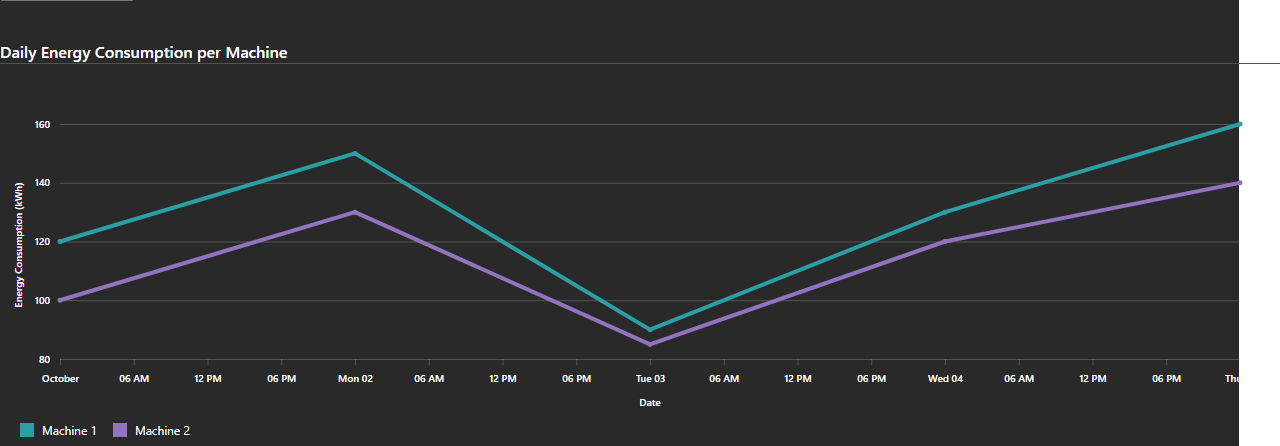 Daily Energy Consumption per Machine
160
140
120
100
80
Energy Consumption (kWh)
October 06 AM 12 PM 06 PM Mon 02 06 AM 12 PM 06 PM Tue 03 06 AM 12 PM 06 PM Wed 04 06 AM 12 PM 06 PM Thu
Date
Machine 1 Machine 2